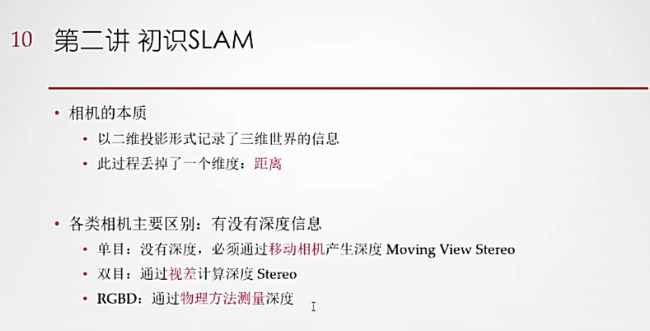 10
第二讲 初识SLAM
• 相机的本质
• 以二维投影形式记录了三维世界的信息
• 此过程丢掉了一个维度：距离
• 各类相机主要区别：有没有深度信息
• 单目：没有深度，必须通过移动相机产生深度 Moving View Stereo
• 双目：通过视差计算深度 Stereo
• RGBD：通过物理方法测量深度